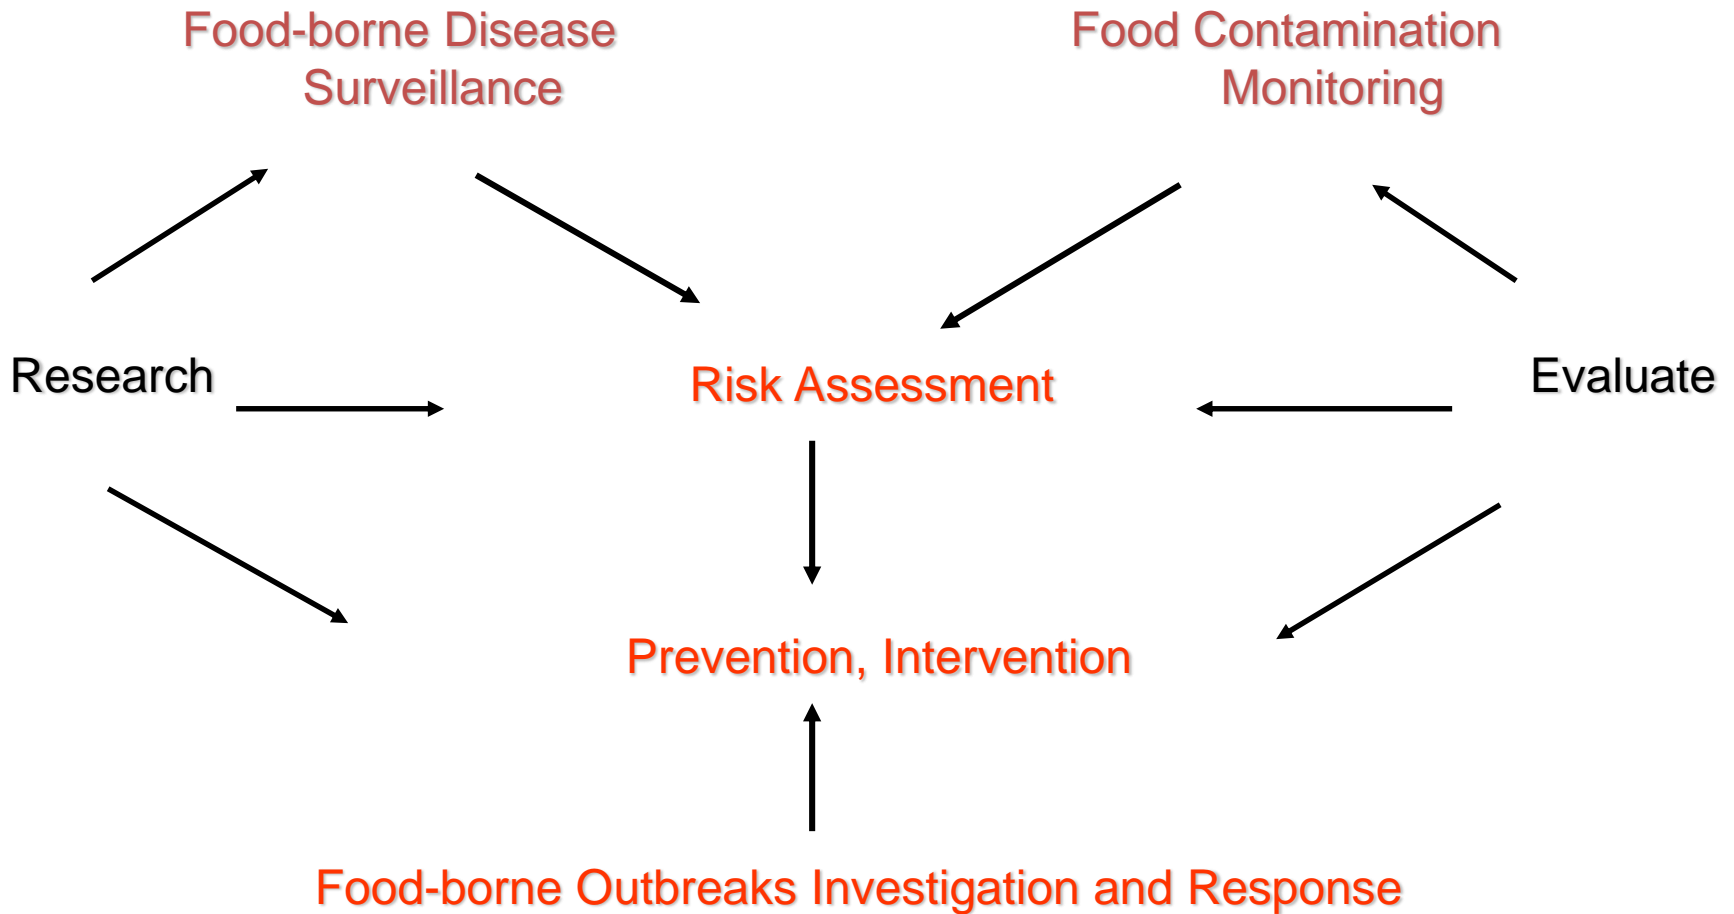 Food-borne Disease
Surveillance
Food Contamination
Monitoring
Research
Risk Assessment
Evaluate
Prevention, Intervention
Food-borne Outbreaks Investigation and Response